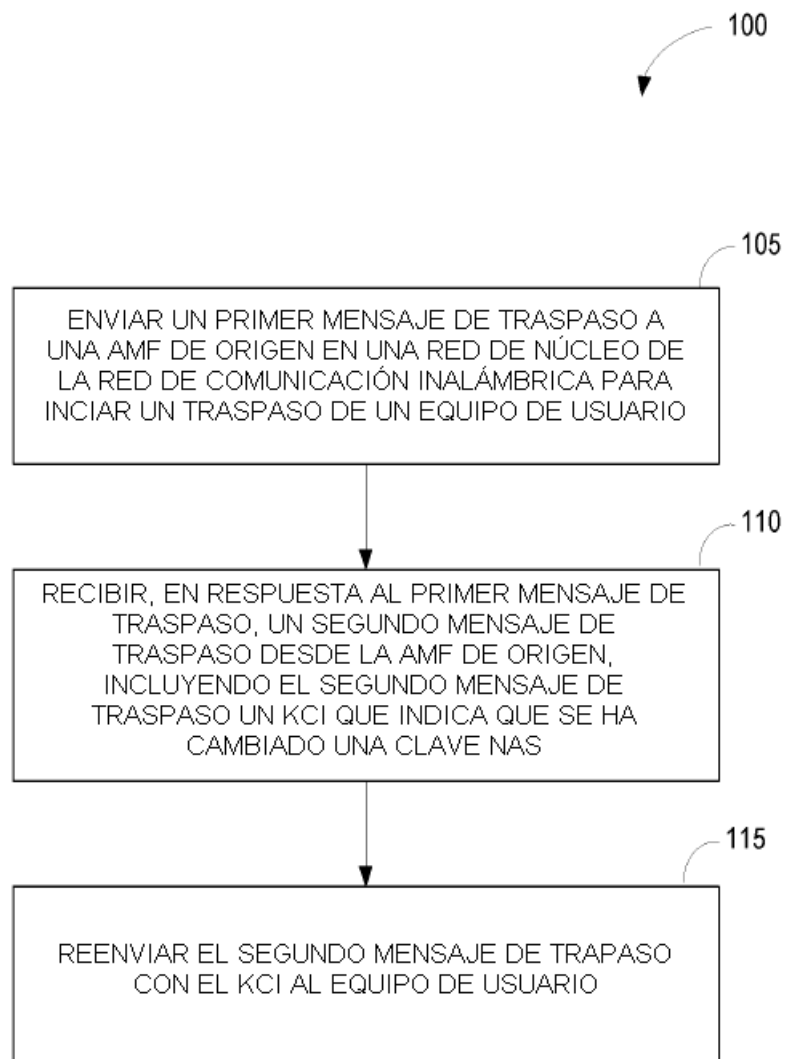 100
105
ENVIAR UN PRIMER MENSAJE DE TRASPASO A
UNA AMF DE ORIGEN EN UNA RED DE NÚCLEO DE
LA RED DE COMUNICACIÓN INALÁMBRICA PARA
INCIAR UN TRASPASO DE UN EQUIPO DE USUARIO
110
RECIBIR, EN RESPUESTA AL PRIMER MENSAJE DE
TRASPASO, UN SEGUNDO MENSAJE DE
TRASPASO DESDE LA AMF DE ORIGEN,
INCLUYENDO EL SEGUNDO MENSAJE DE
TRASPASO UN KCI QUE INDICA QUE SE HA
CAMBIADO UNA CLAVE NAS
115
REENVIAR EL SEGUNDO MENSAJE DE TRAPASO
CON EL KCI AL EQUIPO DE USUARIO